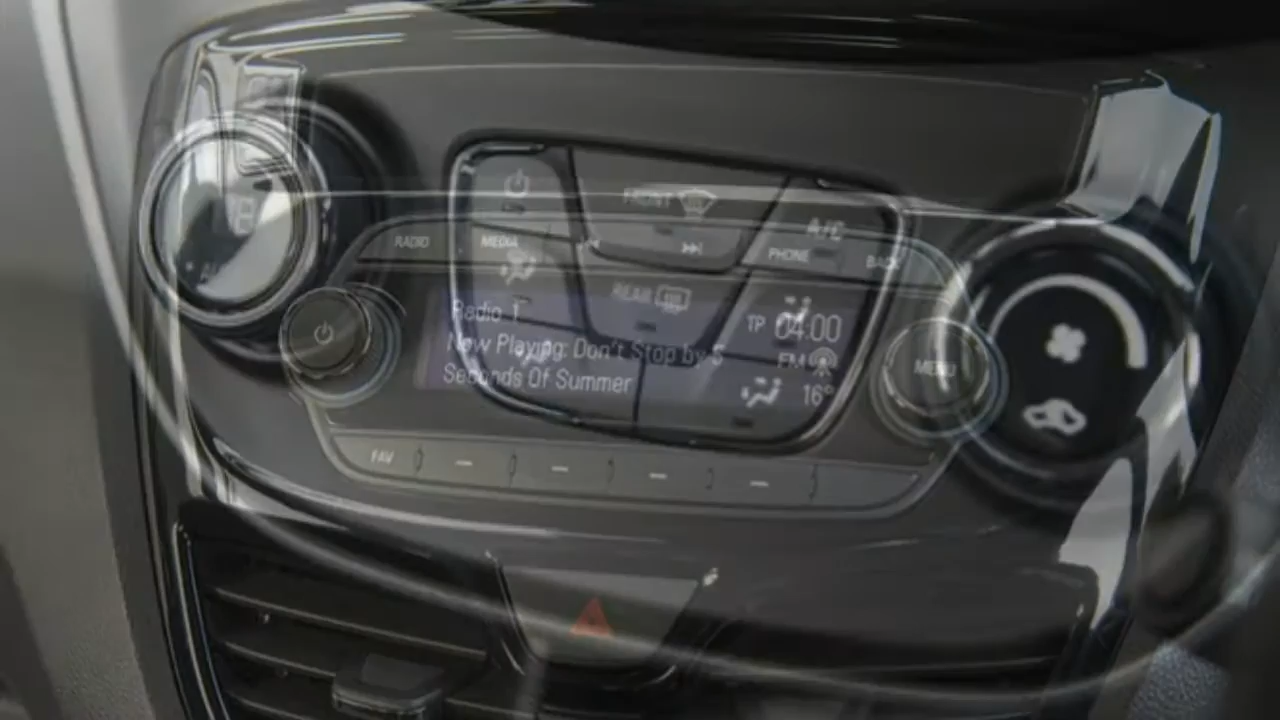 FRONT
A/C
RADIO
MEDIA
PHONE
BACK
REAR
Radio 1
TP 04:00
Now Playing: Don't Stop by 5
FM
Seconds Of Summer
16°
MENU
FAV